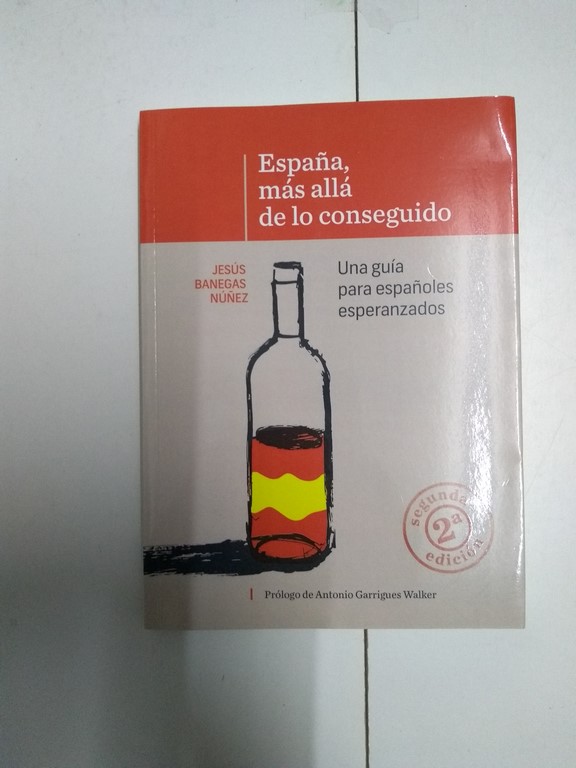 España,
más allá
de lo conseguido
JESÚS
BANEGAS
NÚÑEZ
Una guía
para españoles
esperanzados
segunda
2ª
edición
Prólogo de Antonio Garrigues Walker